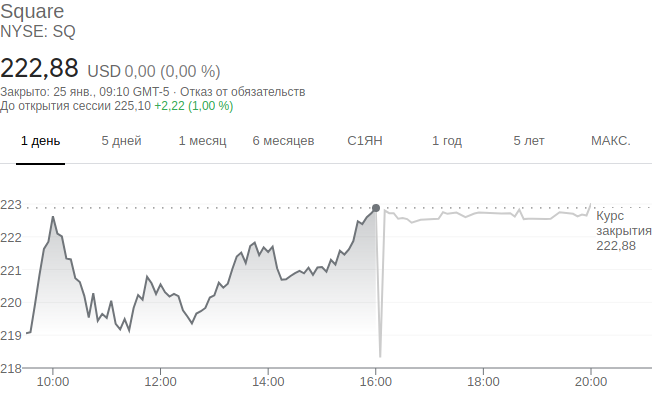 Square
NYSE: SQ
222,88 USD 0,00 (0,00 %)
Закрыто: 25 янв., 09:10 GMT-5 · Отказ от обязательств
До открытия сессии 225,10 +2,22 (1,00 %)
1 день 5 дней 1 месяц 6 месяцев С1ЯН 1 год 5 лет МАКС.
223
222
221
220
219
218
Курс
закрытия
222,88
10:00 12:00 14:00 16:00 18:00 20:00